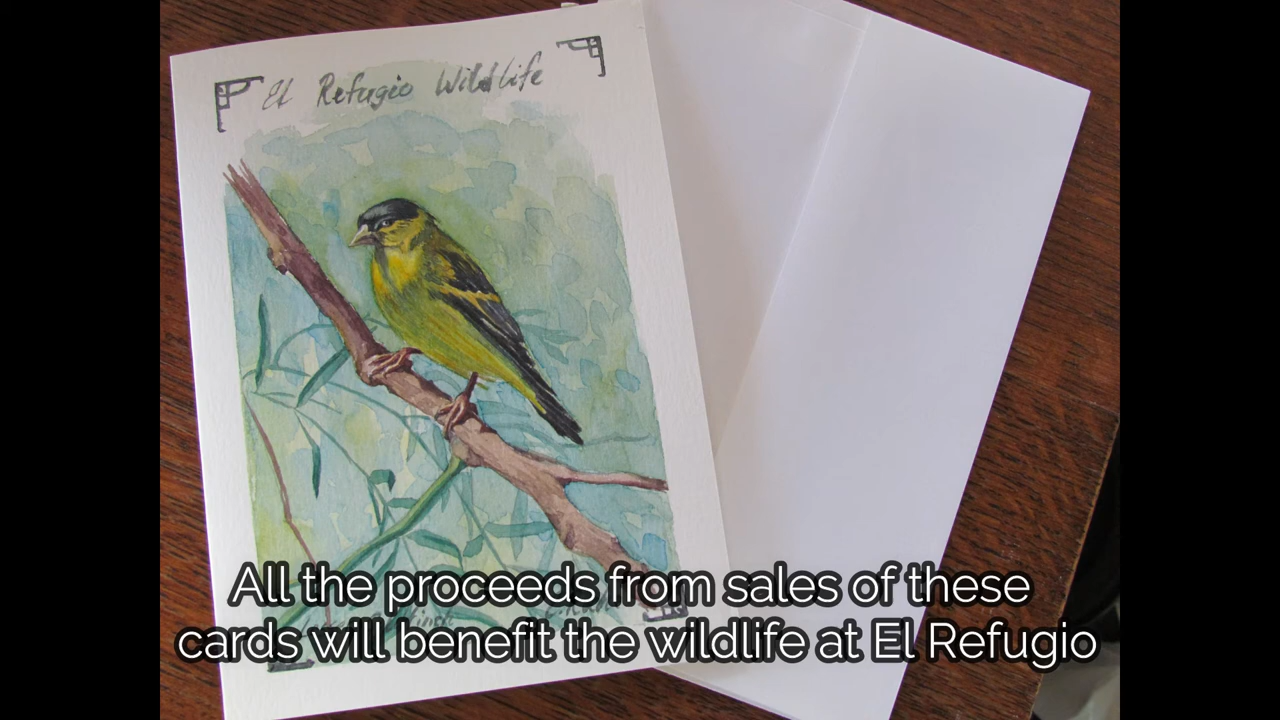 El Refugio Wildlife
All the proceeds from sales of these
cards will benefit the wildlife at El Refugio